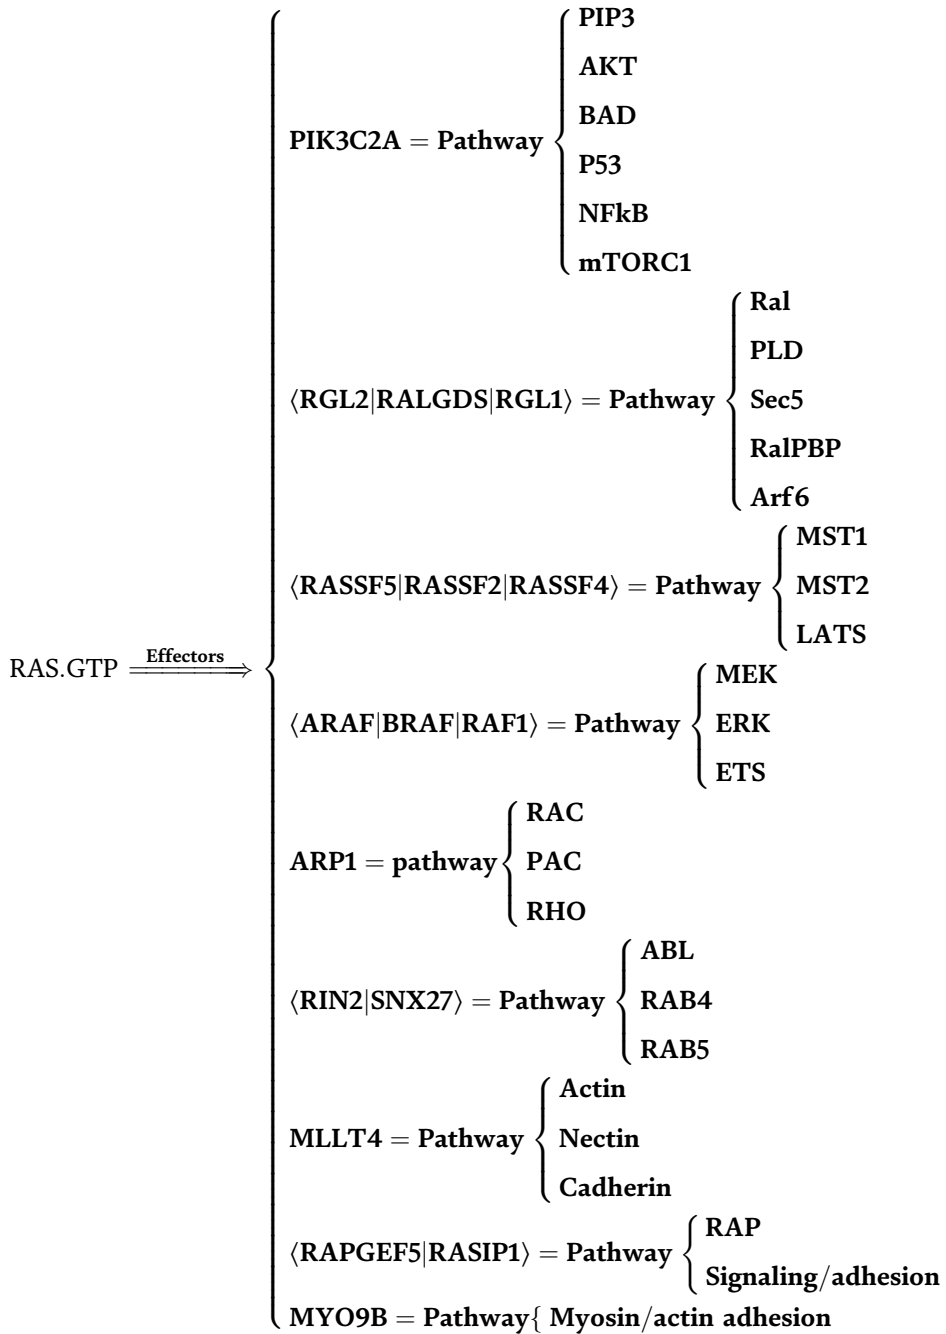 PIP3
AKT
BAD
PIK3C2A = Pathway
P53
NFkB
mTORC1
Ral
PLD
⟨RGL2|RALGDS|RGL1⟩ = Pathway
Sec5
RalPBP
Arf6
MST1
⟨RASSF5|RASSF2|RASSF4⟩ = Pathway
MST2
LATS
RAS.GTP
Effectors
MEK
⟨ARAF|BRAF|RAF1⟩ = Pathway
ERK
ETS
RAC
ARP1 = pathway
PAC
RHO
ABL
⟨RIN2|SNX27⟩ = Pathway
RAB4
RAB5
Actin
MLLT4 = Pathway
Nectin
Cadherin
RAP
⟨RAPGEF5|RASIP1⟩ = Pathway
Signaling/adhesion
MYO9B = Pathway{ Myosin/actin adhesion